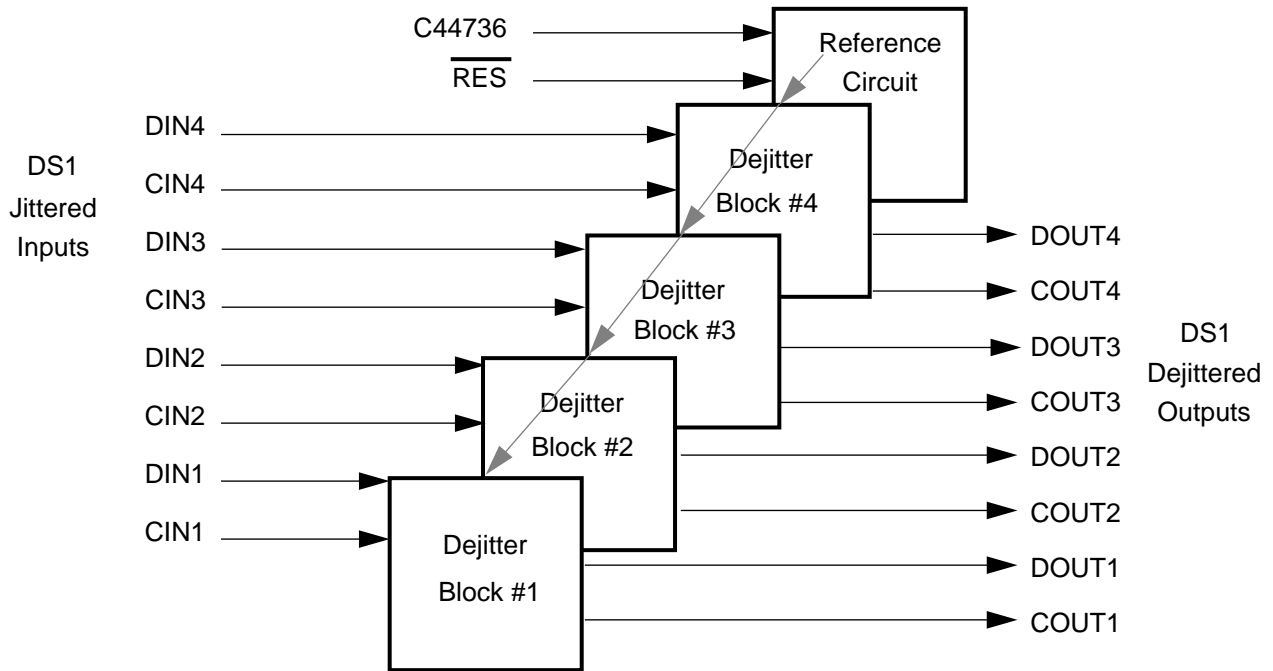 C44736
RES
Reference
Circuit
DS1
Jittered
Inputs
DIN4
CIN4
DIN3
CIN3
DIN2
CIN2
DIN1
CIN1
Dejitter
Block #4
Dejitter
Block #3
Dejitter
Block #2
Dejitter
Block #1
DOUT4
COUT4
DOUT3
COUT3
DOUT2
COUT2
DOUT1
COUT1
DS1
Dejittered
Outputs